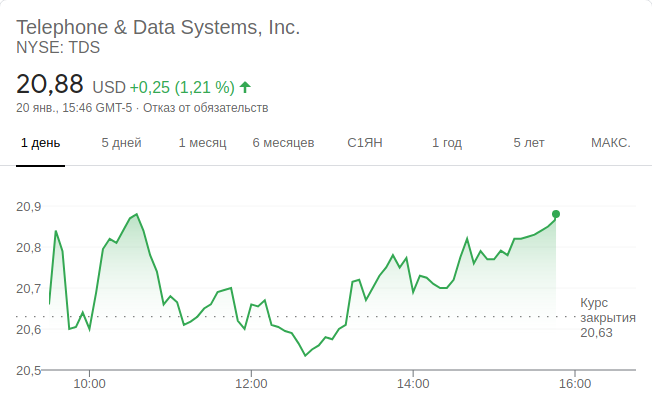 Telephone & Data Systems, Inc.
NYSE: TDS
20,88 USD +0,25 (1,21 %)
20 янв., 15:46 GMT-5 · Отказ от обязательств
1 день 5 дней 1 месяц 6 месяцев С1ЯН 1 год 5 лет МАКС.
20,9
20,8
20,7
20,6
20,5
Курс
закрытия
20,63
10:00 12:00 14:00 16:00